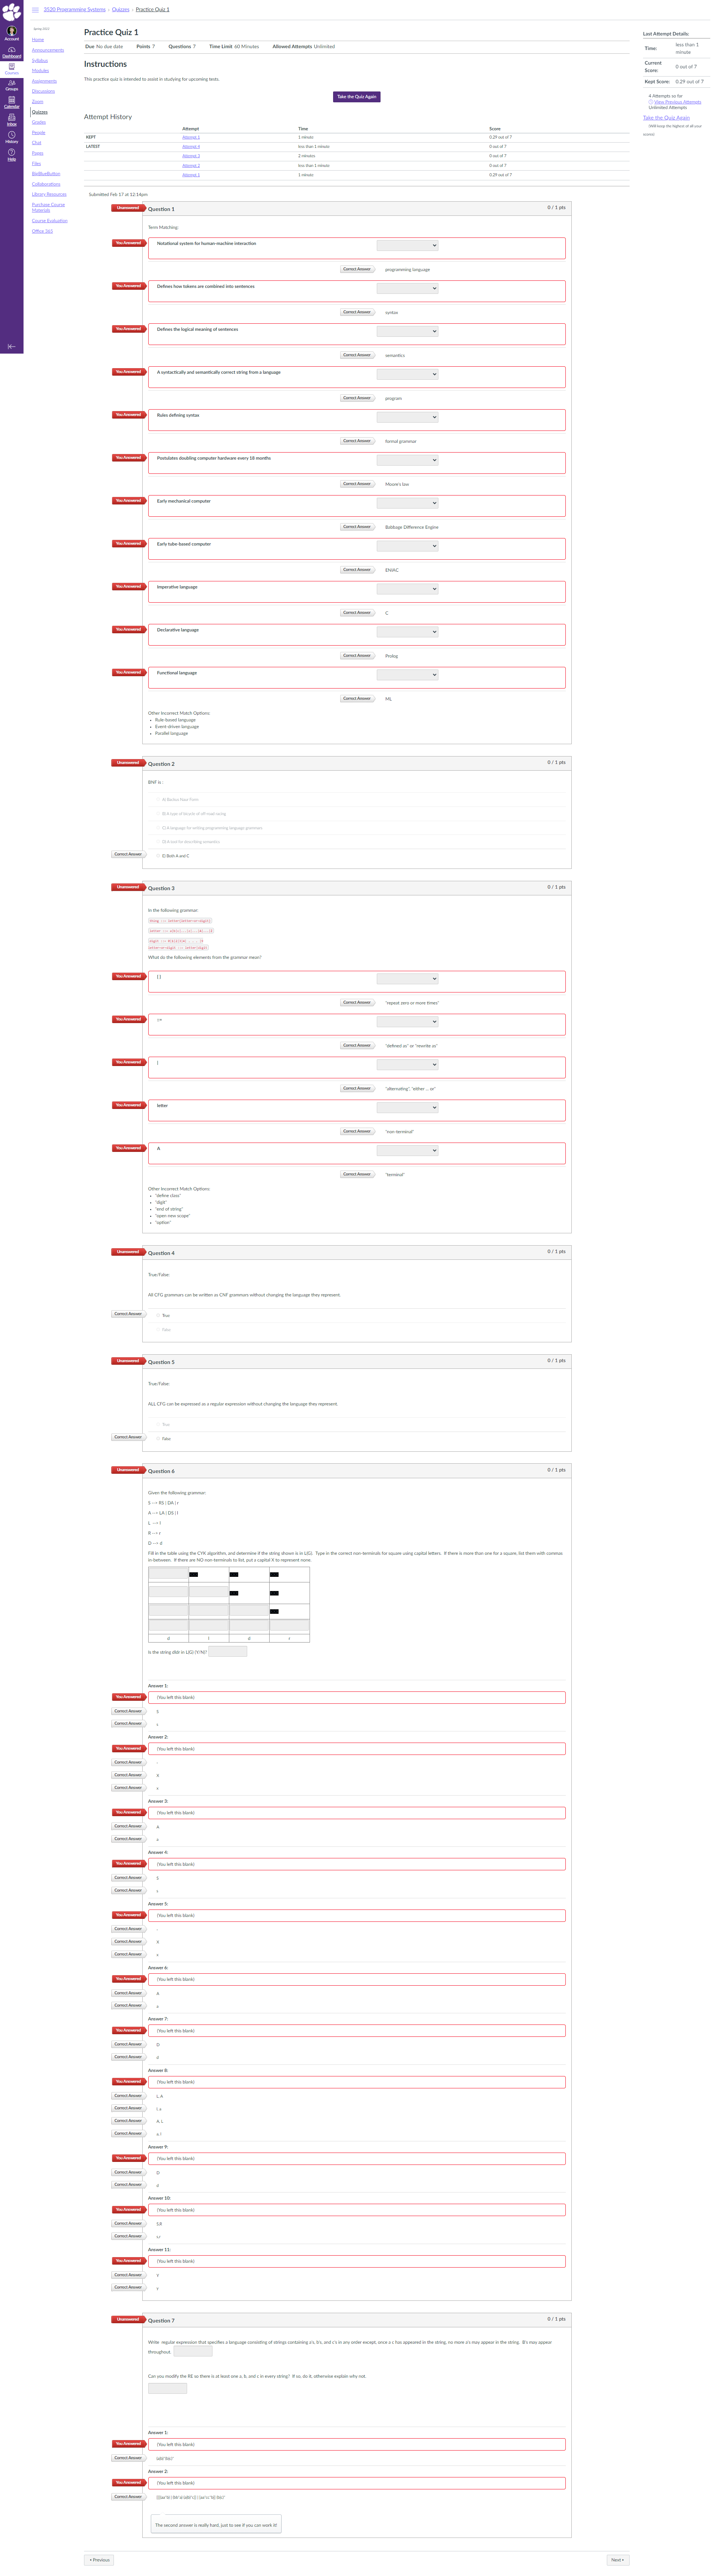 3520 Programming Systems › Quizzes › Practice Quiz 1
Account
Dashboard
Courses
Groups
Calendar
Inbox
History
Help
Home
Announcements
Syllabus
Modules
Assignments
Discussions
Zoom
Quizzes
Grades
People
Chat
Pages
Files
BigBlueButton
Collaborations
Library Resources
Purchase Course
Materials
Course Evaluation
Office 365
Practice Quiz 1
Due No due date Points 7 Questions 7 Time Limit 60 Minutes Allowed Attempts Unlimited
Instructions
This practice quiz is intended to assist in studying for upcoming tests.
Take the Quiz Again
Attempt History
Attempt Time Score
KEPT Attempt 1 1 minute 0.29 out of 7
LATEST Attempt 4 less than 1 minute 0 out of 7
Attempt 3 2 minutes 0 out of 7
Attempt 2 less than 1 minute 0 out of 7
Attempt 1 1 minute 0.29 out of 7
Submitted Feb 17 at 12:14pm
Last Attempt Details:
Time: less than 1 minute
Current Score: 0 out of 7
Kept Score: 0.29 out of 7
4 Attempts so far
View Previous Attempts
Unlimited Attempts
Take the Quiz Again
(Will keep the highest of all your scores)
Unanswered Question 1 0 / 1 pts
Term Matching:
You Answered Notational system for human-machine interaction
Correct Answer programming language
You Answered Defines how tokens are combined into sentences
Correct Answer syntax
You Answered Defines the logical meaning of sentences
Correct Answer semantics
You Answered A syntactically and semantically correct string from a language
Correct Answer program
You Answered Rules defining syntax
Correct Answer formal grammar
You Answered Postulates doubling computer hardware every 18 months
Correct Answer Moore's law
You Answered Early mechanical computer
Correct Answer Babbage Difference Engine
You Answered Early tube-based computer
Correct Answer ENIAC
You Answered Imperative language
Correct Answer C
You Answered Declarative language
Correct Answer Prolog
You Answered Functional language
Correct Answer ML
Other Incorrect Match Options:
• Rule-based language
• Event-driven language
• Parallel language
Unanswered Question 2 0 / 1 pts
BNF is :
A) Backus Naur Form
C) A language for writing programming language grammars
D) A tool for describing semantics
Correct Answer E) Both A and C
Unanswered Question 3 0 / 1 pts
In the following grammar:
What do the following elements from the grammar mean?
You Answered { }
Correct Answer "repeat zero or more times"
You Answered
Correct Answer "defined as" or "rewrite as"
You Answered |
Correct Answer "alternating", "either ... or"
You Answered letter
Correct Answer "non-terminal"
You Answered A
Correct Answer "terminal"
Other Incorrect Match Options:
• "define class"
• "digit"
• "end of string"
• "open new scope"
• "option"
Unanswered Question 4 0 / 1 pts
True/False:
All CFG grammars can be written as CNF grammars without changing the language they represent.
Correct Answer True
False
Unanswered Question 5 0 / 1 pts
True/False:
ALL CFG can be expressed as a regular expression without changing the language they represent.
True
Correct Answer False
Unanswered Question 6 0 / 1 pts
Given the following grammar:
S --> RS | DA | r
A --> LA | DS | l
L --> l
R --> r
D --> d
Fill in the table using the CYK algorithm, and determine if the string shown is in L(G). Type in the correct non-terminals for square using capital letters. If there is more than one for a square, list them with commas
in-between. If there are NO non-terminals to list, put a capital X to represent none.
d l d r
Is the string dldr in L(G) (Y/N)?
Answer 1:
You Answered (You left this blank)
Correct Answer S
Correct Answer s
Answer 2:
You Answered (You left this blank)
Correct Answer -
Correct Answer X
Correct Answer x
Answer 3:
You Answered (You left this blank)
Correct Answer A
Correct Answer a
Answer 4:
You Answered (You left this blank)
Correct Answer S
Correct Answer s
Answer 5:
You Answered (You left this blank)
Correct Answer -
Correct Answer X
Correct Answer x
Answer 6:
You Answered (You left this blank)
Correct Answer A
Correct Answer a
Answer 7:
You Answered (You left this blank)
Correct Answer D
Correct Answer d
Answer 8:
You Answered (You left this blank)
Correct Answer L, A
Correct Answer l, a
Correct Answer A, L
Correct Answer a, l
Answer 9:
You Answered (You left this blank)
Correct Answer D
Correct Answer d
Answer 10:
You Answered (You left this blank)
Correct Answer S,R
Correct Answer s,r
Answer 11:
You Answered (You left this blank)
Correct Answer Y
Correct Answer y
Unanswered Question 7 0 / 1 pts
Write regular expression that specifies a language consisting of strings containing a's, b's, and c's in any order except, once a c has appeared in the string, no more a's may appear in the string. B's may appear
throughout.
Can you modify the RE so there is at least one a, b, and c in every string? If so, do it, otherwise explain why not.
Answer 1:
You Answered (You left this blank)
Correct Answer (a|b)*(b|c)*
Answer 2:
You Answered (You left this blank)
Correct Answer
The second answer is really hard, just to see if you can work it!
Previous
Next